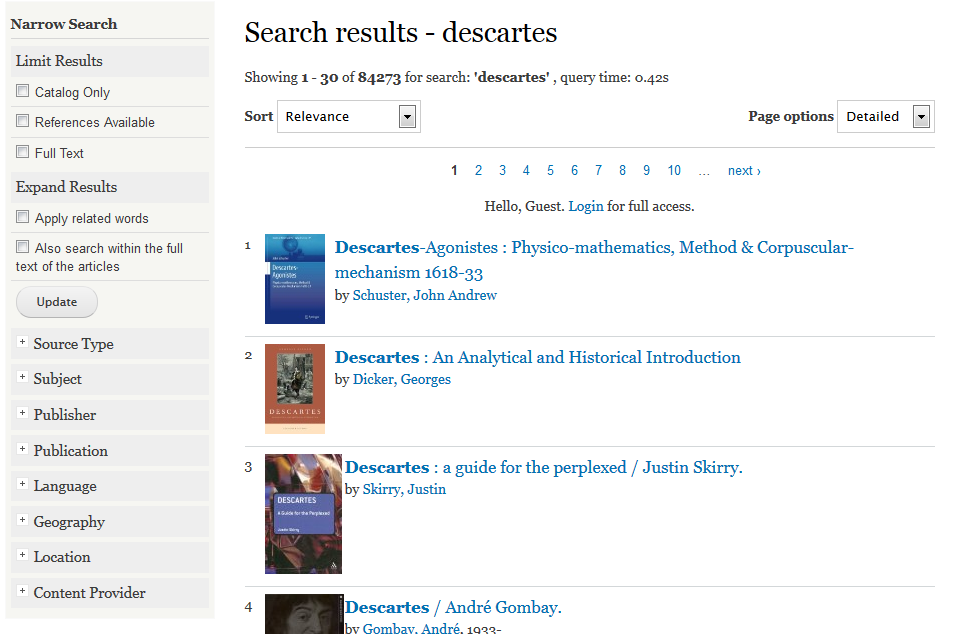 Narrow Search
Limit Results
Catalog Only
References Available
Full Text
Expand Results
Apply related words
Also search within the full
text of the articles
Update
Source Type
Subject
Publisher
Publication
Language
Geography
Location
Content Provider
Search results - descartes
Showing 1 - 30 of 84273 for search: 'descartes' , query time: 0.42s
Sort Relevance Page options Detailed
1 2 3 4 5 6 7 8 9 10 … next ›
Hello, Guest. Login for full access.
1
Descartes-
Agonistes
Descartes-Agonistes : Physico-mathematics, Method & Corpuscular-
mechanism 1618-33
by Schuster, John Andrew
2
DESCARTES
Descartes : An Analytical and Historical Introduction
by Dicker, Georges
3
DESCARTES
A Guide for the Perplexed
Justin Skirry
Descartes : a guide for the perplexed / Justin Skirry.
by Skirry, Justin
4
Descartes / André Gombay.
by Gombay, André, 1933-